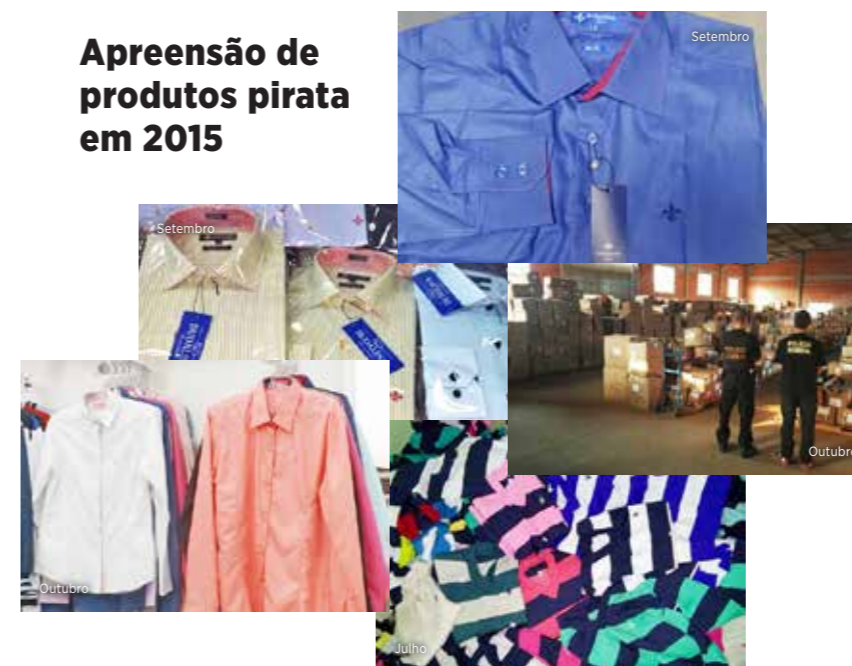 Apreensão de
produtos pirata
em 2015
Setembro
Setembro
Outubro
Outubro
Julho